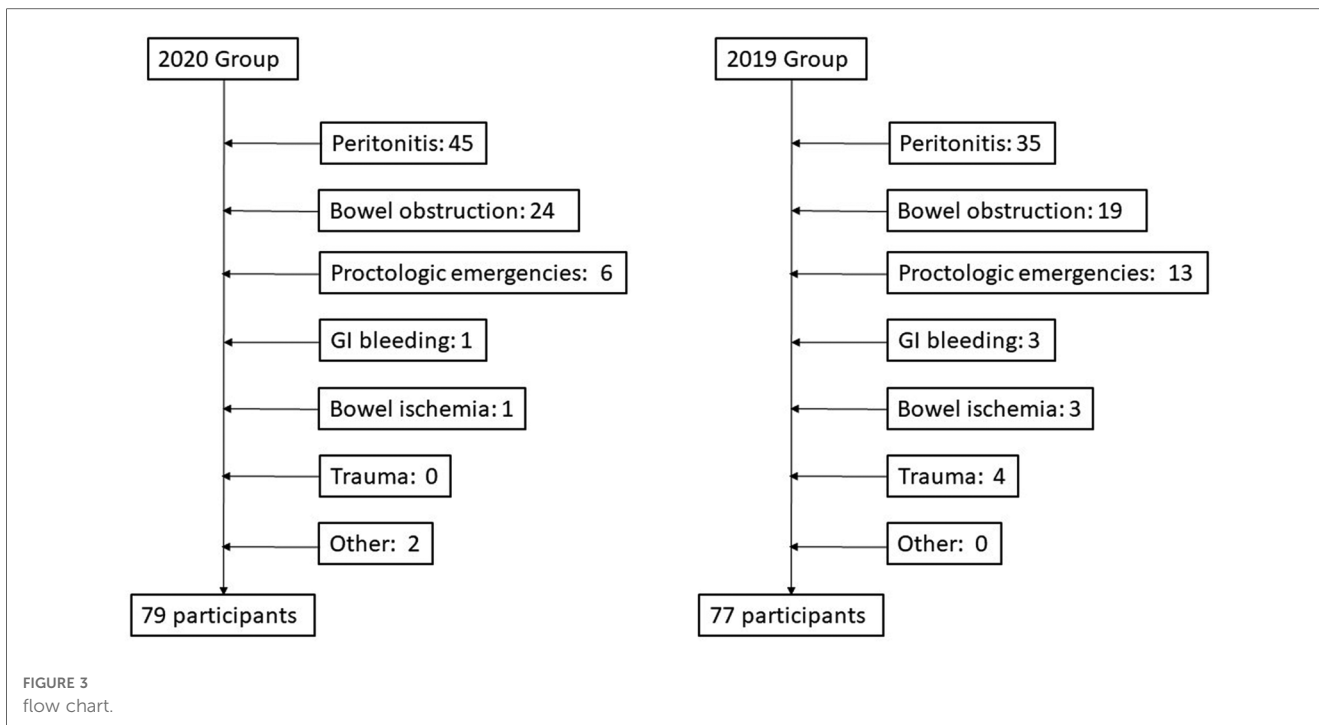 2020 Group
Peritonitis: 45
Bowel obstruction: 24
Proctologic emergencies: 6
GI bleeding: 1
Bowel ischemia: 1
Trauma: 0
Other: 2
79 participants
2019 Group
Peritonitis: 35
Bowel obstruction: 19
Proctologic emergencies: 13
GI bleeding: 3
Bowel ischemia: 3
Trauma: 4
Other: 0
77 participants
FIGURE 3
flow chart.